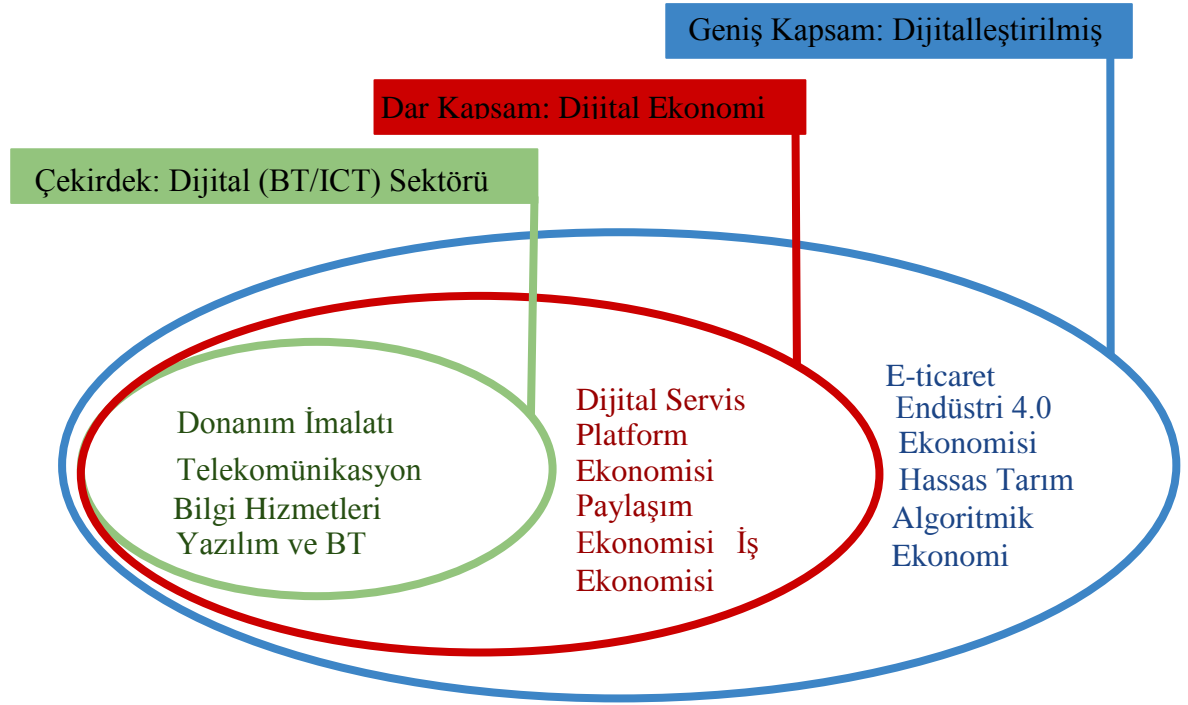 Geniş Kapsam: Dijitalleştirilmiş
Dar Kapsam: Dijital Ekonomi
Çekirdek: Dijital (BT/ICT) Sektörü
Donanım İmalatı
Telekomünikasyon
Bilgi Hizmetleri
Yazılım ve BT
Dijital Servis
Platform
Ekonomisi
Paylaşım
Ekonomisi İş
Ekonomisi
E-ticaret
Endüstri 4.0
Ekonomisi
Hassas Tarım
Algoritmik
Ekonomi